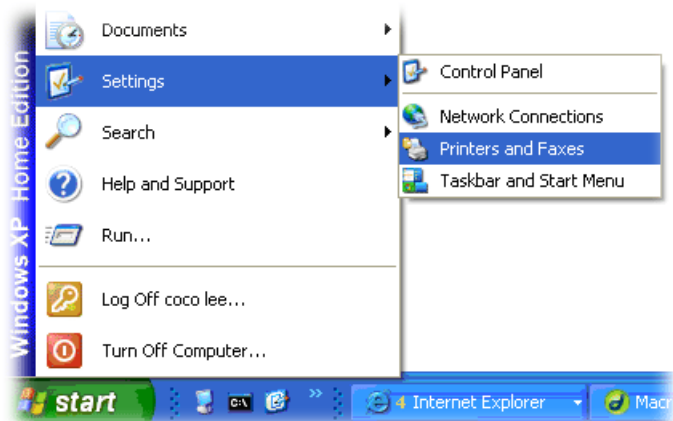 Documents
Settings
Search
Help and Support
Run...
Log Off coco lee...
Turn Off Computer...
Windows XP Home Edition
Control Panel
Network Connections
Printers and Faxes
Taskbar and Start Menu
start
C:\
»
4 Internet Explorer
Macr